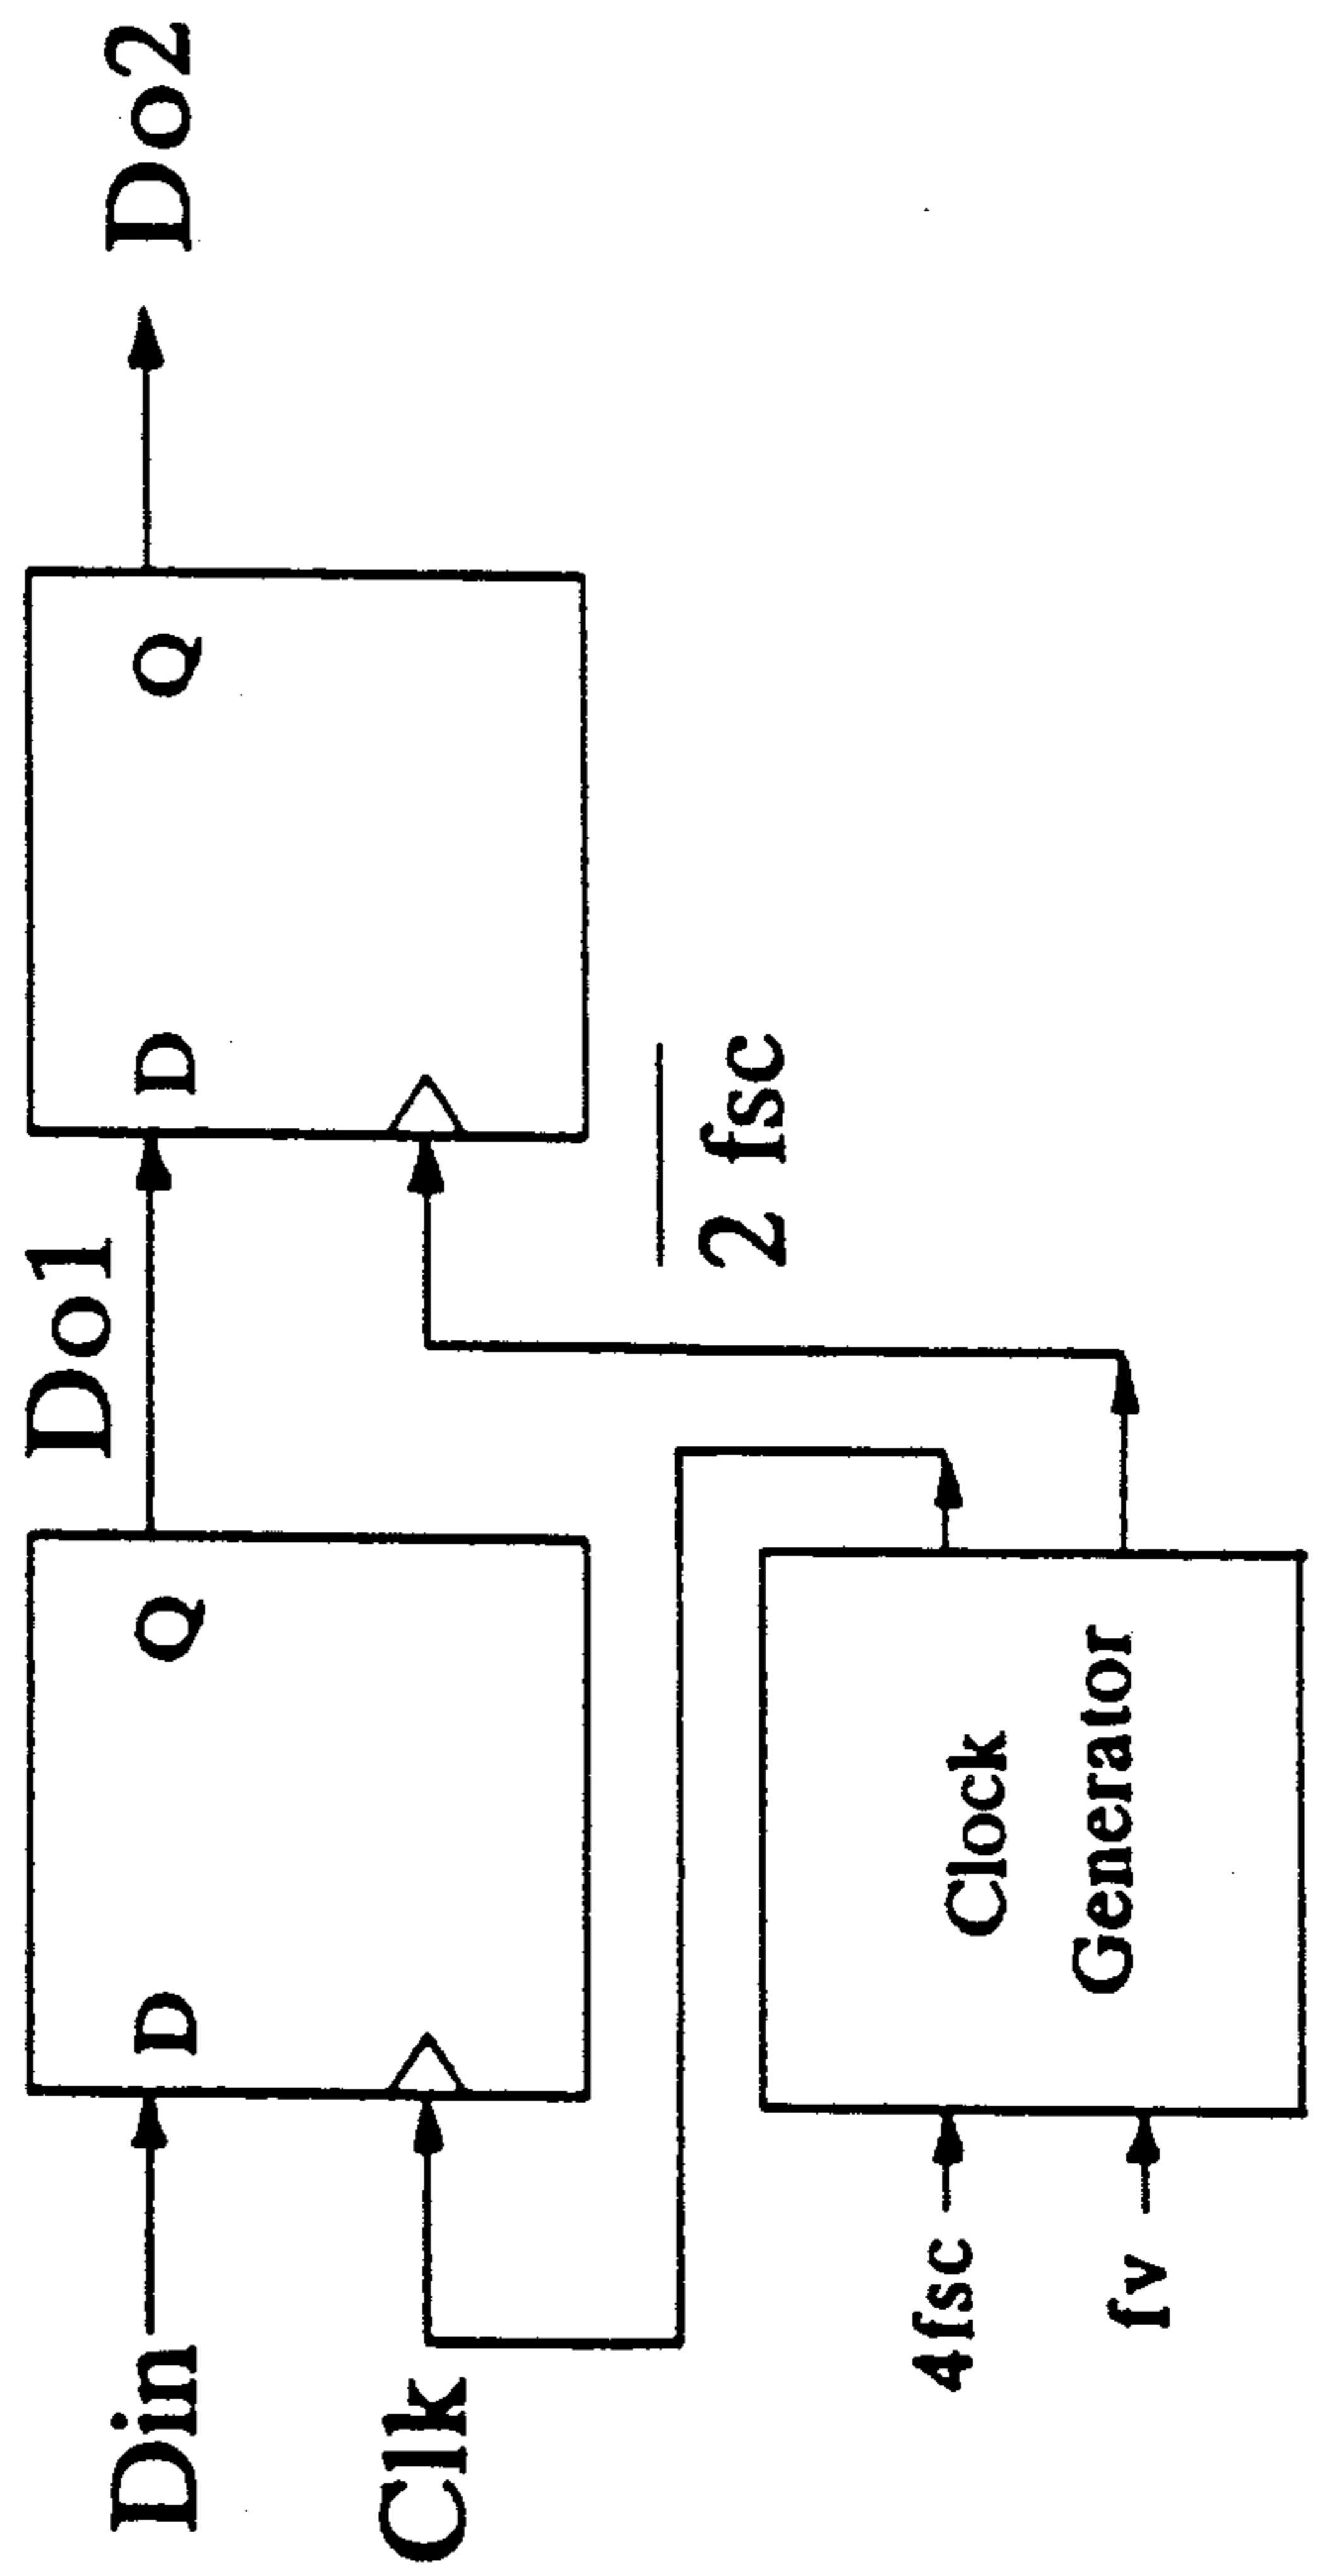 Din
D
Q
Do1
D
Q
Do2
Clk
2 fsc
4fsc
fv
Clock
Generator